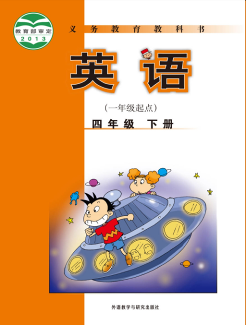 教育部审定
2013
义务教育教科书
英语
（一年级起点）
四年级 下册
外语教学与研究出版社